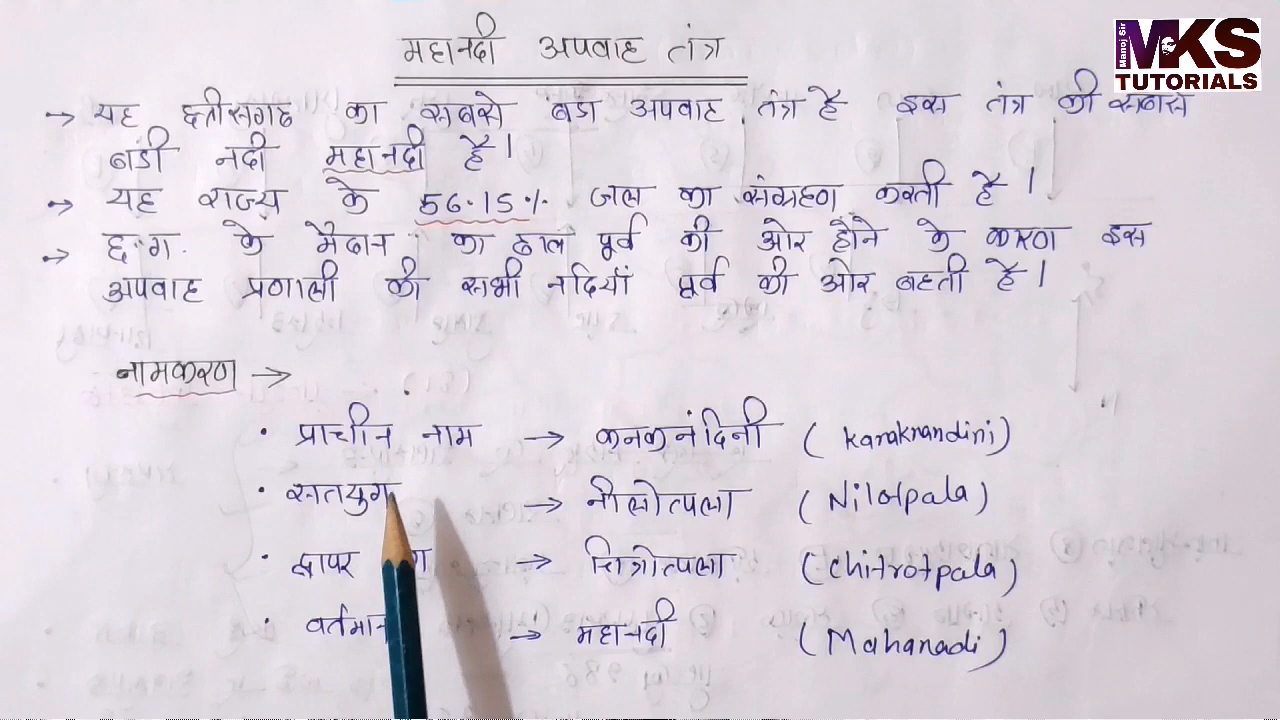 महानदी अपवाह तंत्र
Manoj Sir
MKS
TUTORIALS
→ यह छत्तीसगढ का सबसे बडा अपवाह तंत्र है इस तंत्र की सबसे
बडी नदी महानदी है।
→ यह राज्य के 56.15% जल का संग्रहण करती है।
→ छ.ग. के मैदान का ढाल पूर्व की ओर होने के कारण इस
अपवाह प्रणाली की सभी नदियां पूर्व की ओर बहती है।
नामकरण →
• प्राचीन नाम → कनकनंदिनी (Kanaknandini)
• सतयुग → नीलोत्पला (Nilotpala)
• द्वापर → चित्रोत्पला (Chitrotpala)
• वर्तमान → महानदी (Mahanadi)